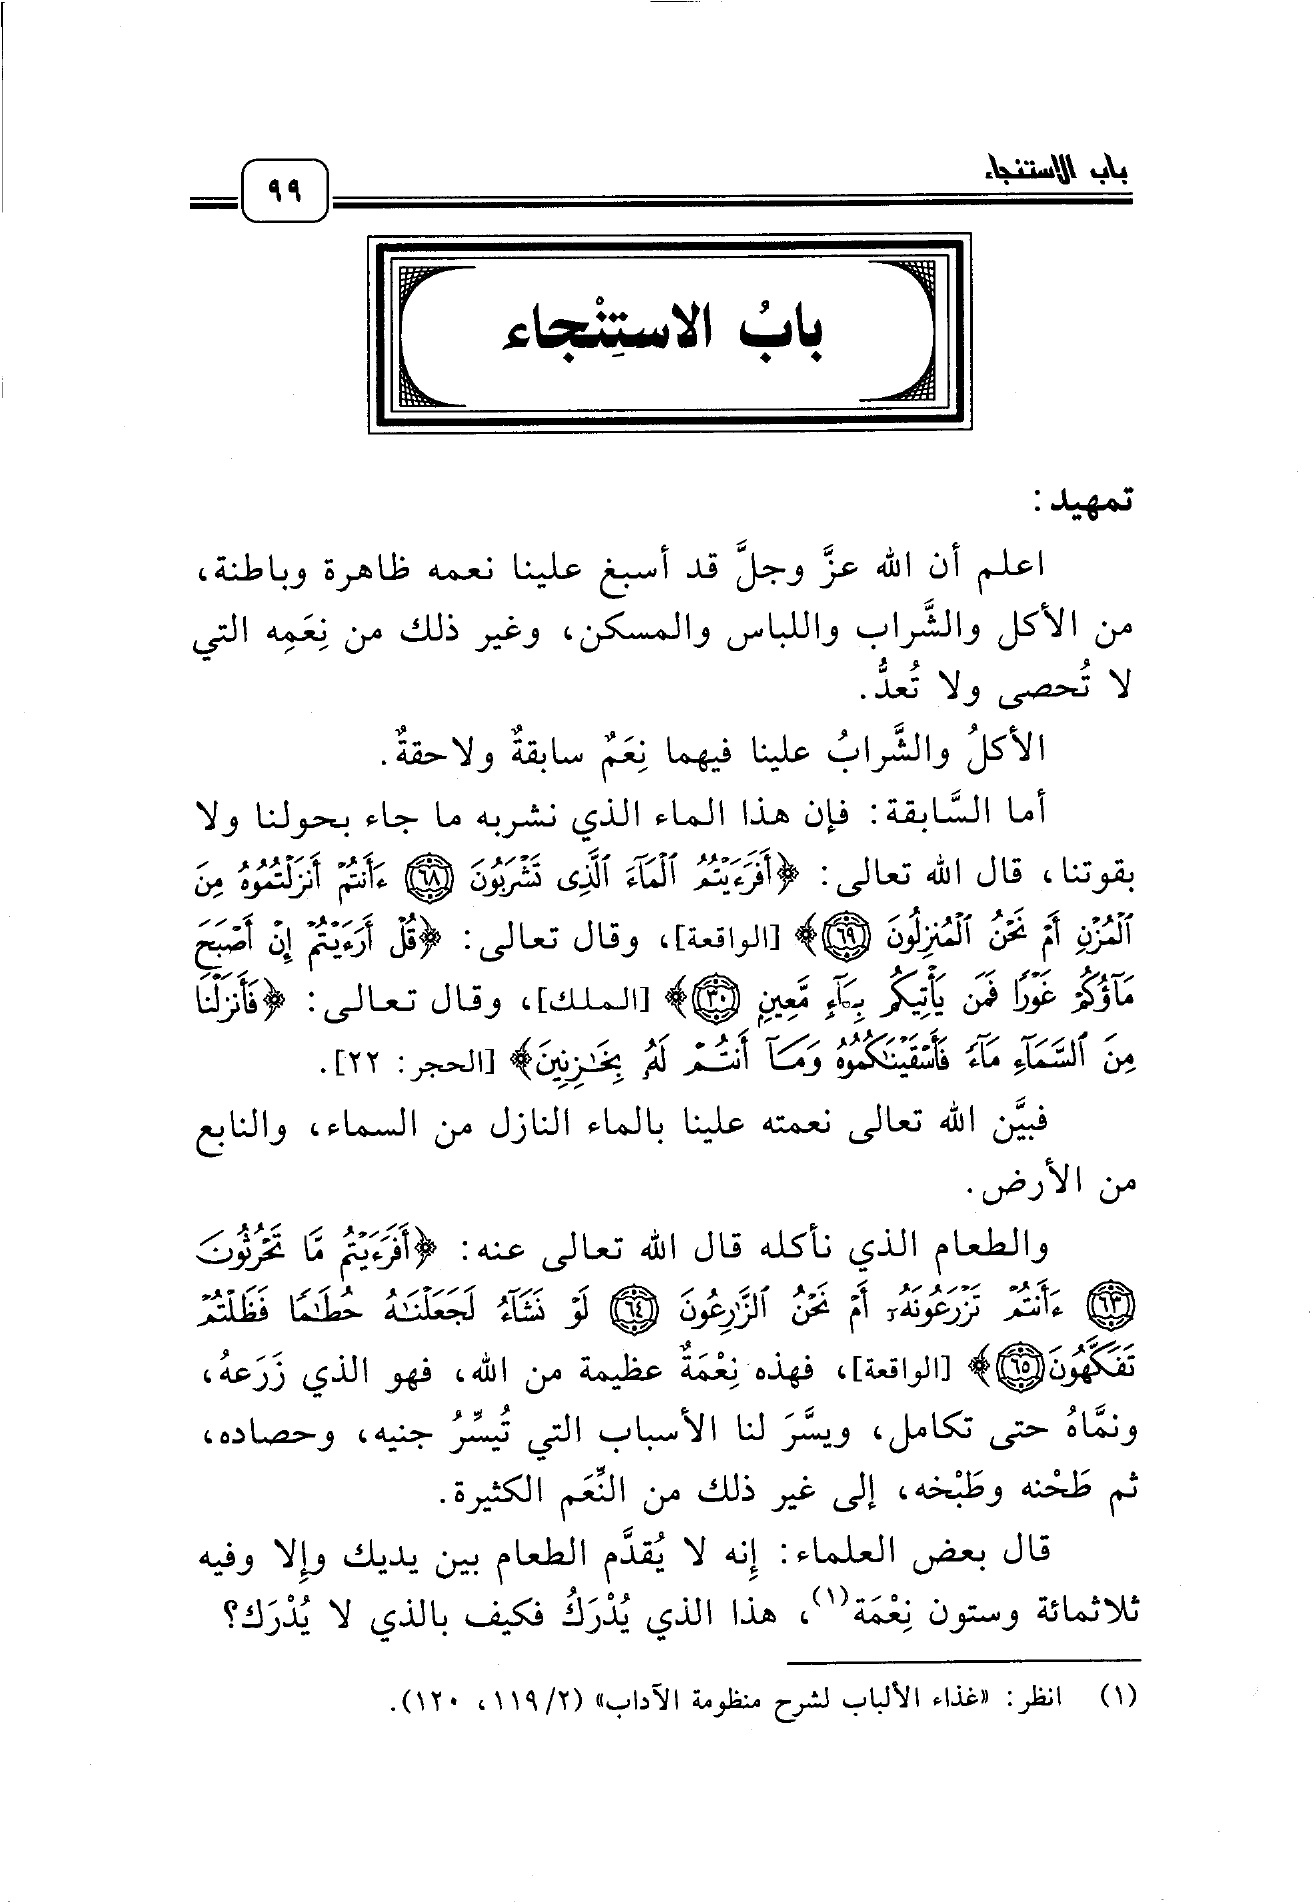 باب الاستنجاء
٩٩
بابُ الاستِنْجاء
تمهيد:
اعلم أن الله عزَّ وجلَّ قد أسبغ علينا نعمه ظاهرة وباطنة،
من الأكل والشَّراب واللباس والمسكن، وغير ذلك من نِعَمِه التي
لا تُحصى ولا تُعدُّ.
الأكلُ والشَّرابُ علينا فيهما نِعَمٌ سابقةٌ ولاحقةٌ.
أما السَّابقة: فإن هذا الماء الذي نشربه ما جاء بحولنا ولا
بقوتنا، قال الله تعالى: ﴿أَفَرَءَيْتُمُ ٱلْمَآءَ ٱلَّذِى تَشْرَبُونَ ٦٨ ءَأَنتُمْ أَنزَلْتُمُوهُ مِنَ
ٱلْمُزْنِ أَمْ نَحْنُ ٱلْمُنزِلُونَ ٦٩﴾ [الواقعة]، وقال تعالى: ﴿قُلْ أَرَءَيْتُمْ إِنْ أَصْبَحَ
مَآؤُكُمْ غَوْرًا فَمَن يَأْتِيكُم بِمَآءٍ مَّعِينٍ ٣٠﴾ [الملك]، وقال تعالى: ﴿فَأَنزَلْنَا
مِنَ ٱلسَّمَآءِ مَآءً فَأَسْقَيْنَٰكُمُوهُ وَمَآ أَنتُمْ لَهُۥ بِخَٰزِنِينَ﴾ [الحجر: ٢٢].
فبيَّن الله تعالى نعمته علينا بالماء النازل من السماء، والنابع
من الأرض.
والطعام الذي نأكله قال الله تعالى عنه: ﴿أَفَرَءَيْتُم مَّا تَحْرُثُونَ
٦٣ ءَأَنتُمْ تَزْرَعُونَهُۥٓ أَمْ نَحْنُ ٱلزَّٰرِعُونَ ٦٤ لَوْ نَشَآءُ لَجَعَلْنَٰهُ حُطَٰمًا فَظَلْتُمْ
تَفَكَّهُونَ ٦٥﴾ [الواقعة]، فهذه نِعْمَةٌ عظيمة من الله، فهو الذي زَرَعهُ،
ونمَّاهُ حتى تكامل، ويسَّرَ لنا الأسباب التي تُيسِّرُ جنيه، وحصاده،
ثم طَحْنه وطَبْخه، إلى غير ذلك من النِّعَم الكثيرة.
قال بعض العلماء: إِنه لا يُقدَّم الطعام بين يديك وإِلا وفيه
ثلاثمائة وستون نِعْمَة(١)، هذا الذي يُدْرَكُ فكيف بالذي لا يُدْرَك؟
(١) انظر: «غذاء الألباب لشرح منظومة الآداب» (١١٩/٢، ١٢٠).